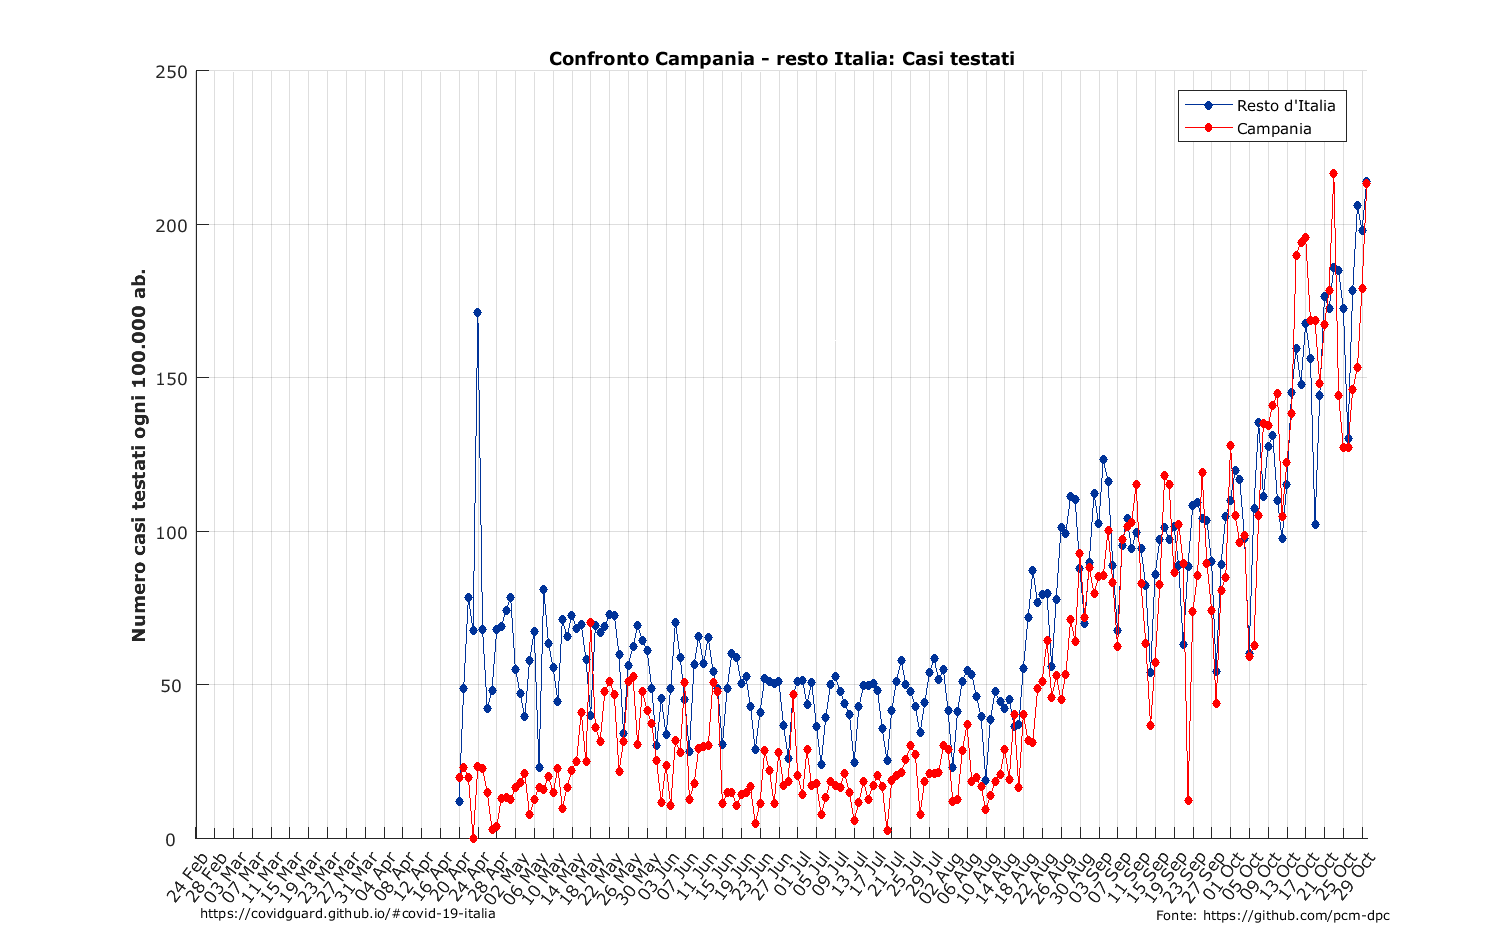 Confronto Campania - resto Italia: Casi testati
Numero casi testati ogni 100.000 ab.
250
200
150
100
50
0
Resto d'Italia
Campania
24 Feb
28 Feb
03 Mar
07 Mar
11 Mar
15 Mar
19 Mar
23 Mar
27 Mar
31 Mar
04 Apr
08 Apr
12 Apr
16 Apr
20 Apr
24 Apr
28 Apr
02 May
06 May
10 May
14 May
18 May
22 May
26 May
30 May
03 Jun
07 Jun
11 Jun
15 Jun
19 Jun
23 Jun
27 Jun
01 Jul
05 Jul
09 Jul
13 Jul
17 Jul
21 Jul
25 Jul
29 Jul
02 Aug
06 Aug
10 Aug
14 Aug
18 Aug
22 Aug
26 Aug
30 Aug
03 Sep
07 Sep
11 Sep
15 Sep
19 Sep
23 Sep
27 Sep
01 Oct
05 Oct
09 Oct
13 Oct
17 Oct
21 Oct
25 Oct
29 Oct
https://covidguard.github.io/#covid-19-italia
Fonte: https://github.com/pcm-dpc